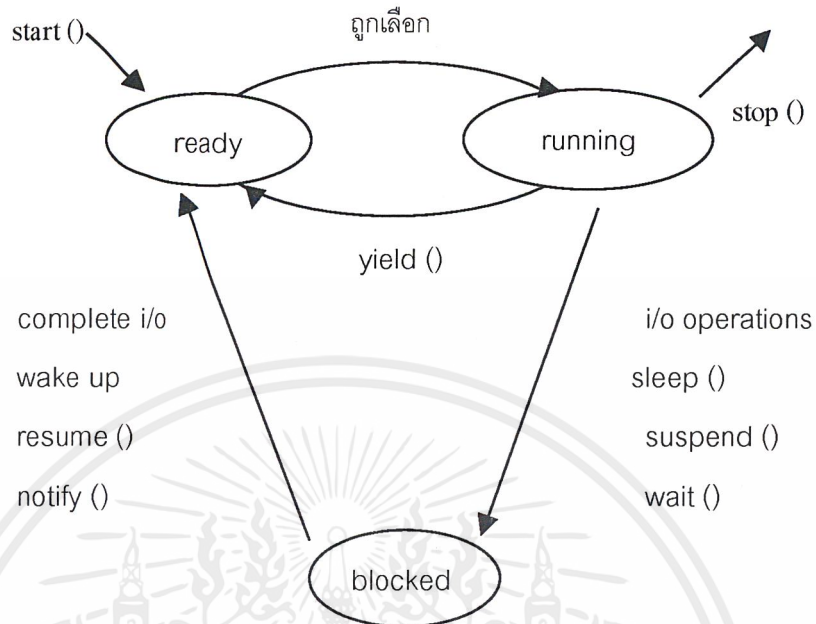 start ()
ถูกเลือก
stop ()
ready
running
yield ()
complete i/o
wake up
resume ()
notify ()
i/o operations
sleep ()
suspend ()
wait ()
blocked